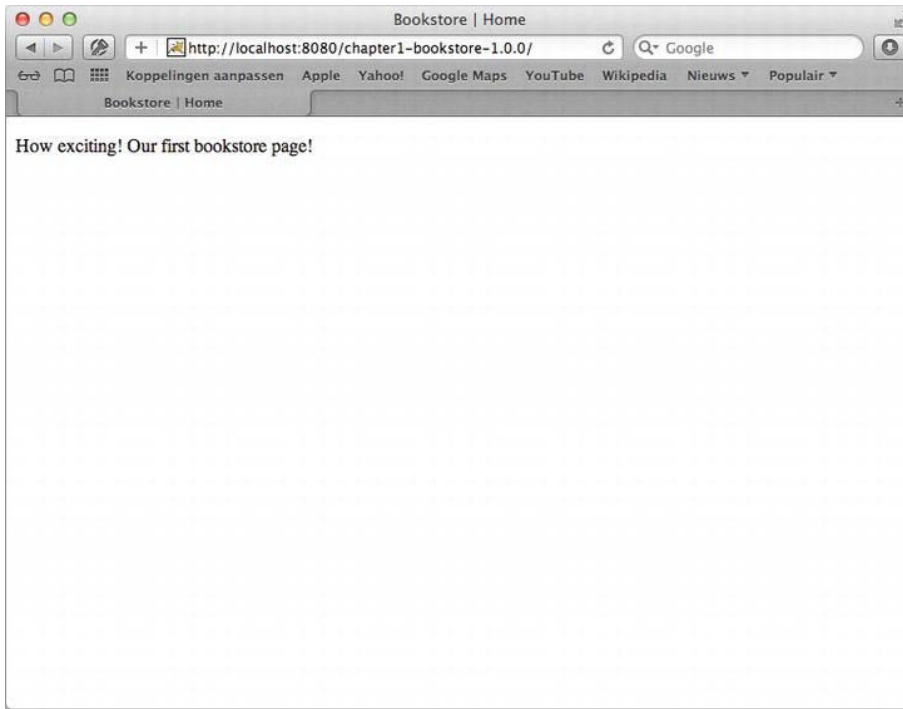 Bookstore | Home
http://localhost:8080/chapter1-bookstore-1.0.0/ Google
Koppelingen aanpassen Apple Yahoo! Google Maps YouTube Wikipedia Nieuws Populair
Bookstore | Home
How exciting! Our first bookstore page!